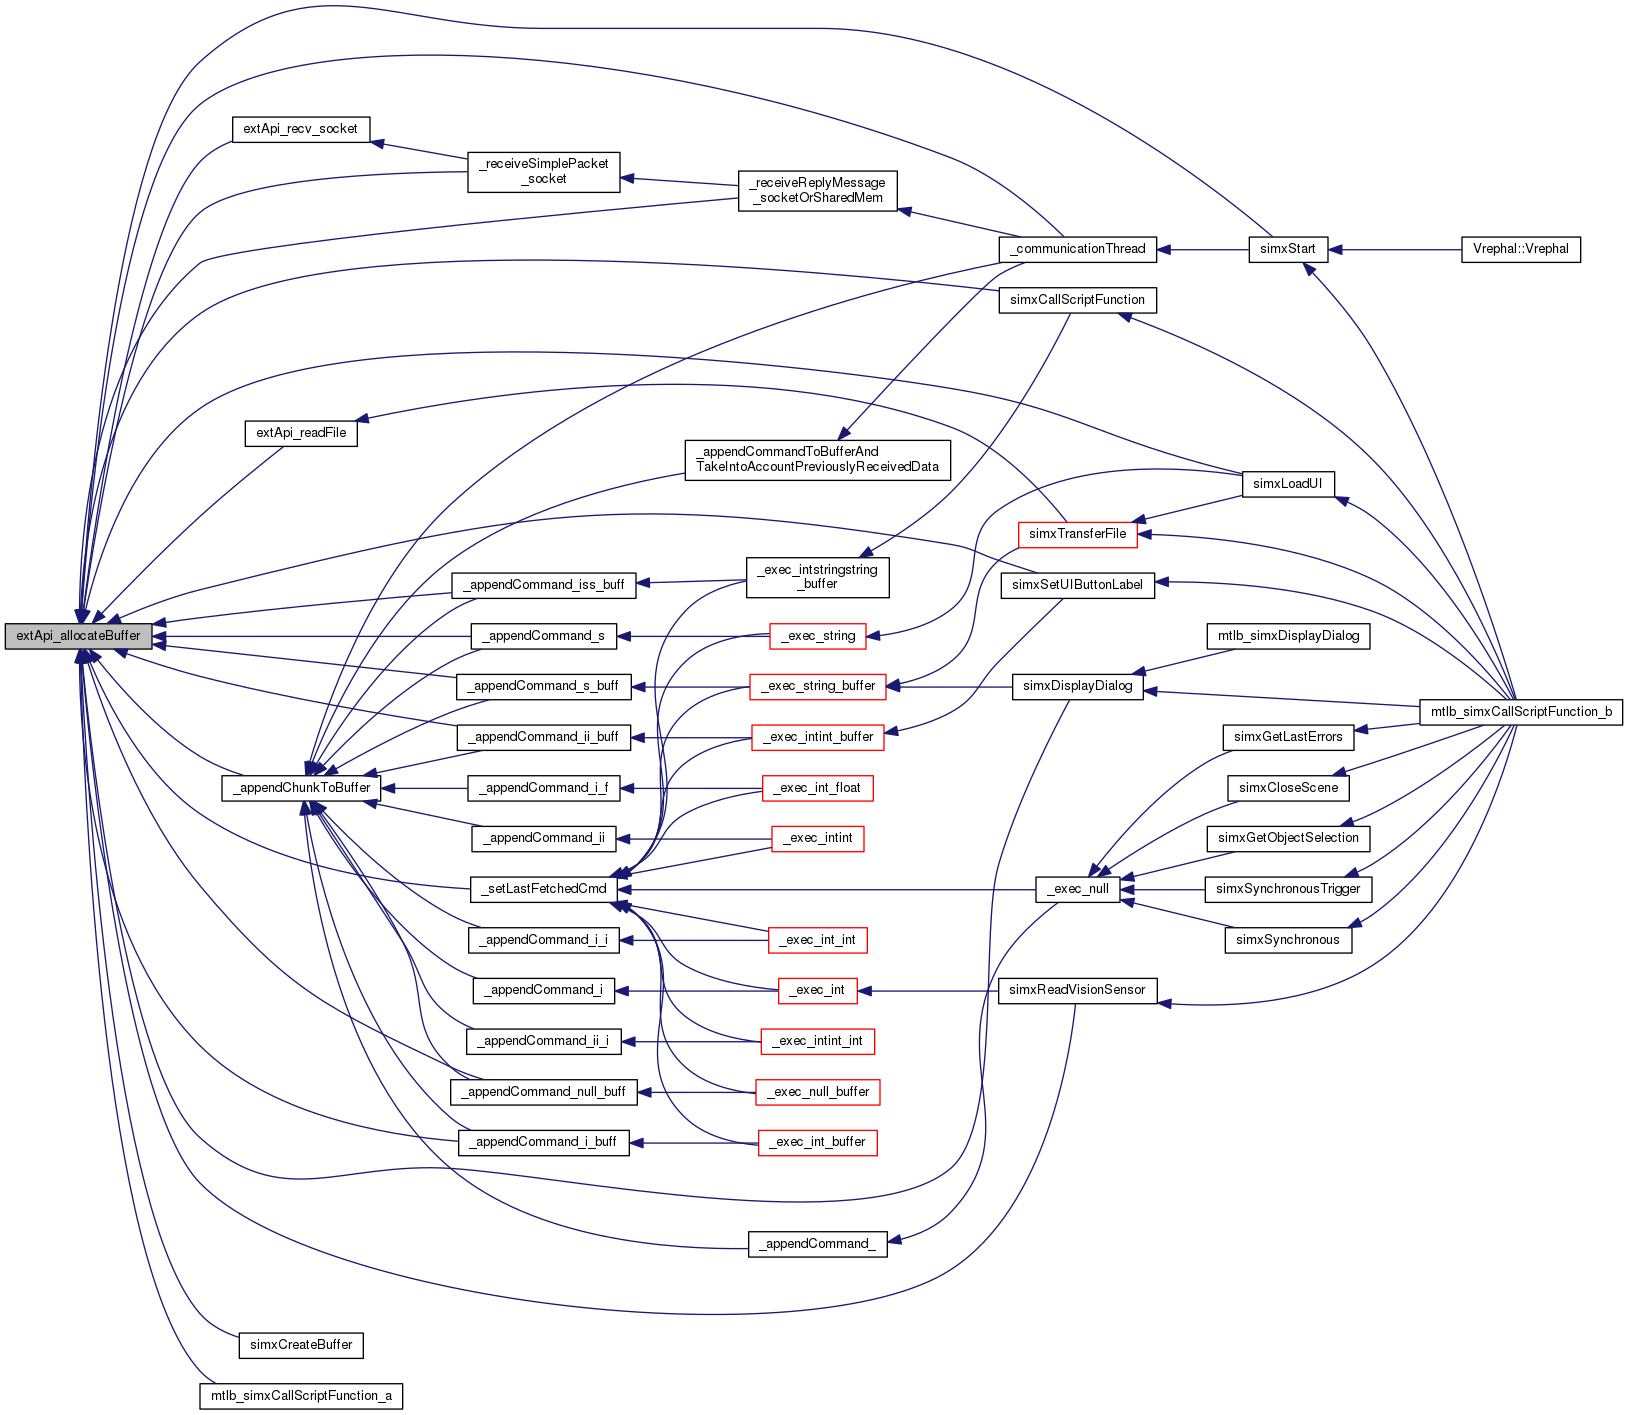 extApi_recv_socket
_receiveSimplePacket
_socket
_receiveReplyMessage
_socketOrSharedMem
_communicationThread
simxStart
Vrephal::Vrephal
simxCallScriptFunction
extApi_readFile
_appendCommandToBufferAnd
TakeIntoAccountPreviouslyReceivedData
simxLoadUI
simxTransferFile
_exec_intstringstring
_buffer
_appendCommand_iss_buff
simxSetUIButtonLabel
extApi_allocateBuffer
_appendCommand_s
_exec_string
mtlb_simxDisplayDialog
_appendCommand_s_buff
_exec_string_buffer
simxDisplayDialog
mtlb_simxCallScriptFunction_b
_appendCommand_ii_buff
_exec_intint_buffer
simxGetLastErrors
_appendChunkToBuffer
_appendCommand_i_f
_exec_int_float
simxCloseScene
_appendCommand_ii
_exec_intint
simxGetObjectSelection
_setLastFetchedCmd
_exec_null
simxSynchronousTrigger
_appendCommand_i_i
_exec_int_int
simxSynchronous
_appendCommand_i
_exec_int
simxReadVisionSensor
_appendCommand_ii_i
_exec_intint_int
_appendCommand_null_buff
_exec_null_buffer
_appendCommand_i_buff
_exec_int_buffer
_appendCommand_
simxCreateBuffer
mtlb_simxCallScriptFunction_a